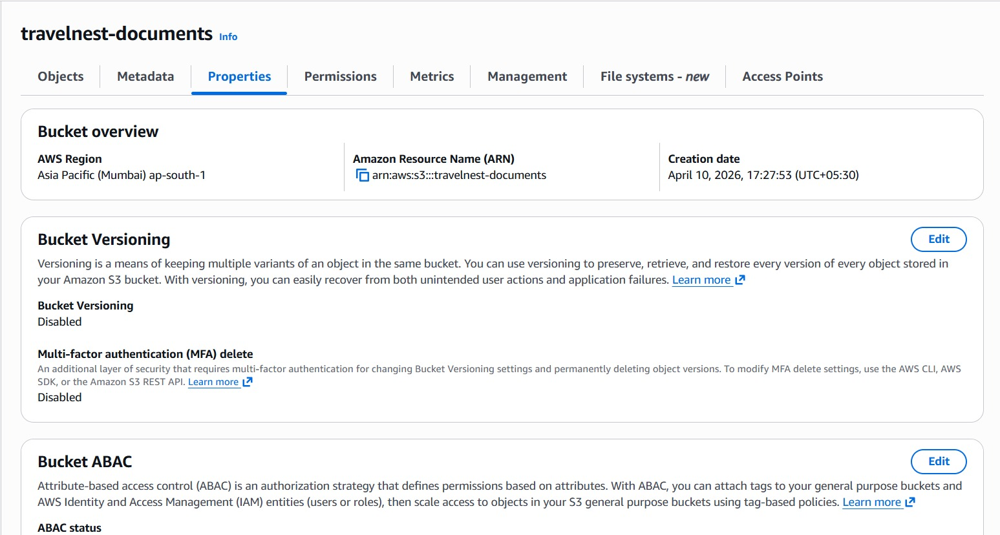 travelnest-documents Info
Objects Metadata Properties Permissions Metrics Management File systems - new Access Points
Bucket overview
AWS Region
Asia Pacific (Mumbai) ap-south-1
Amazon Resource Name (ARN)
arn:aws:s3:::travelnest-documents
Creation date
April 10, 2026, 17:27:53 (UTC+05:30)
Bucket Versioning
Edit
Versioning is a means of keeping multiple variants of an object in the same bucket. You can use versioning to preserve, retrieve, and restore every version of every object stored in
your Amazon S3 bucket. With versioning, you can easily recover from both unintended user actions and application failures. Learn more
Bucket Versioning
Disabled
Multi-factor authentication (MFA) delete
An additional layer of security that requires multi-factor authentication for changing Bucket Versioning settings and permanently deleting object versions. To modify MFA delete settings, use the AWS CLI, AWS
SDK, or the Amazon S3 REST API. Learn more
Disabled
Bucket ABAC
Edit
Attribute-based access control (ABAC) is an authorization strategy that defines permissions based on attributes. With ABAC, you can attach tags to your general purpose buckets and
AWS Identity and Access Management (IAM) entities (users or roles), then scale access to objects in your S3 general purpose buckets using tag-based policies. Learn more
ABAC status